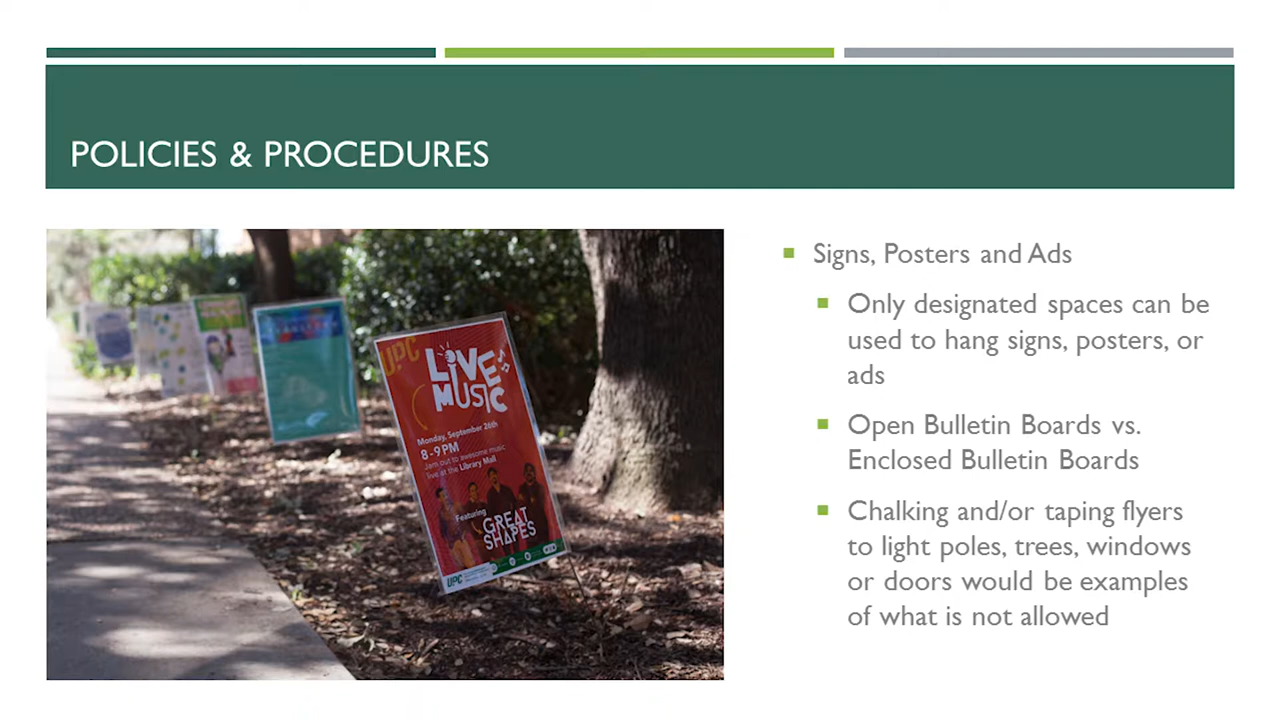 POLICIES & PROCEDURES
Signs, Posters and Ads
Only designated spaces can be
used to hang signs, posters, or
ads
Open Bulletin Boards vs.
Enclosed Bulletin Boards
Chalking and/or taping flyers
to light poles, trees, windows
or doors would be examples
of what is not allowed
UPC
LIVE
MUSIC
Monday, September 26th
8-9PM
Jam out to awesome music
live at the Library Mall
Featuring
GREAT
SHAPES
UPC